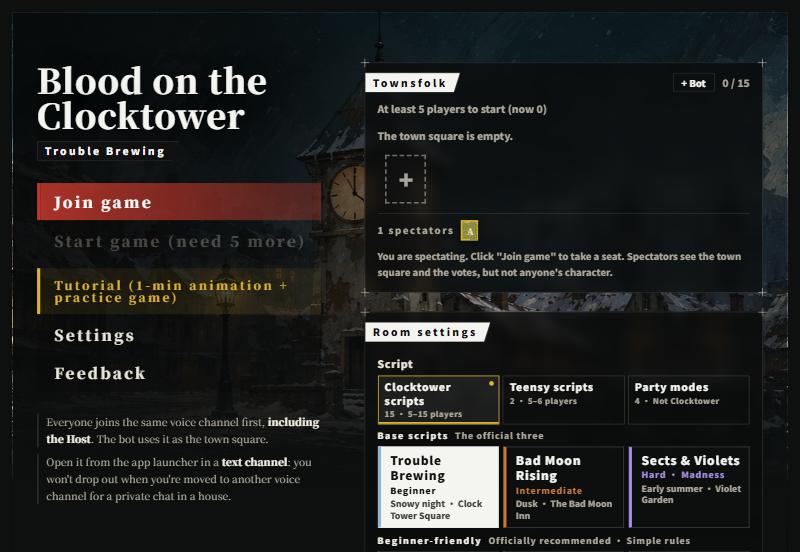 Blood on the
Clocktower
Trouble Brewing
Join game
Start game (need 5 more)
Tutorial (1-min animation +
practice game)
Settings
Feedback
Everyone joins the same voice channel first, including
the Host. The bot uses it as the town square.
Open it from the app launcher in a text channel: you
won't drop out when you're moved to another voice
channel for a private chat in a house.
Townsfolk
+ Bot
0 / 15
At least 5 players to start (now 0)
The town square is empty.
+
1 spectators
A
You are spectating. Click "Join game" to take a seat. Spectators see the town
square and the votes, but not anyone's character.
Room settings
Script
Clocktower
scripts
15 • 5–15 players
Teensy scripts
2 • 5–6 players
Party modes
4 • Not Clocktower
Base scripts The official three
Trouble
Brewing
Beginner
Snowy night • Clock
Tower Square
Bad Moon
Rising
Intermediate
Dusk • The Bad Moon
Inn
Sects & Violets
Hard • Madness
Early summer • Violet
Garden
Beginner-friendly Officially recommended • Simple rules